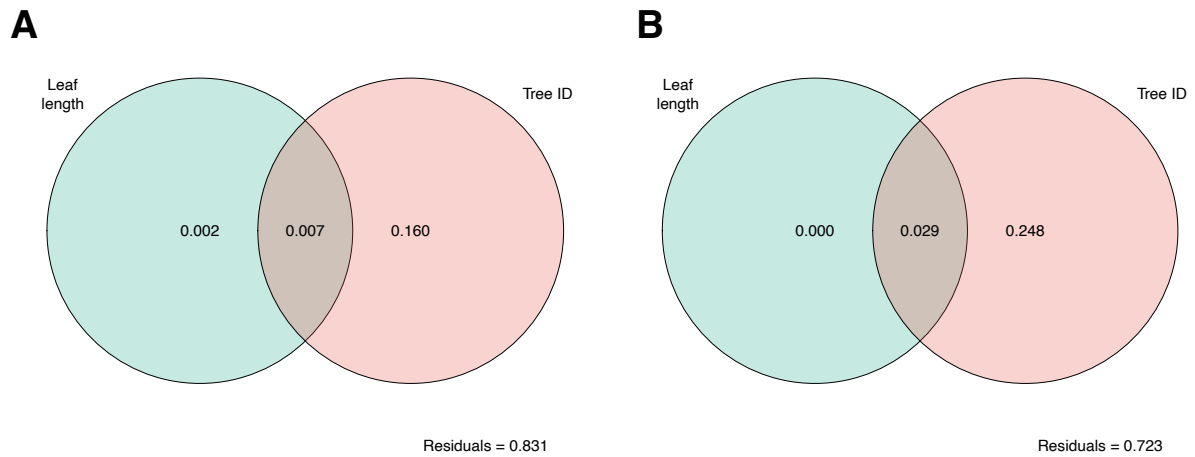 A
Leaf
length
Tree ID
0.002
0.007
0.160
Residuals = 0.831
B
Leaf
length
Tree ID
0.000
0.029
0.248
Residuals = 0.723